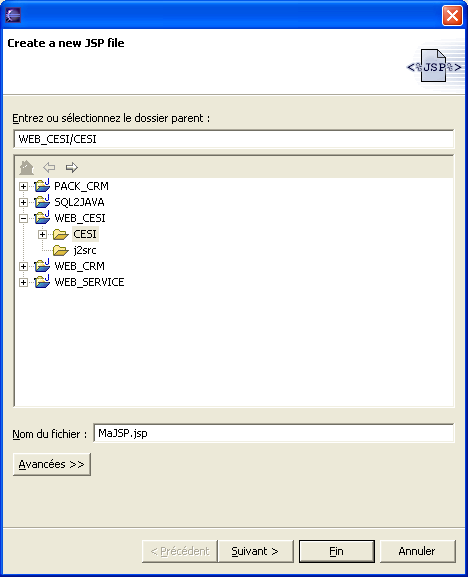 Create a new JSP file
<%JSP%>
Entrez ou sélectionnez le dossier parent :
WEB_CESI/CESI
PACK_CRM
SQL2JAVA
WEB_CESI
CESI
j2src
WEB_CRM
WEB_SERVICE
Nom du fichier : MaJSP.jsp
Avancées >>
< Précédent Suivant > Fin Annuler